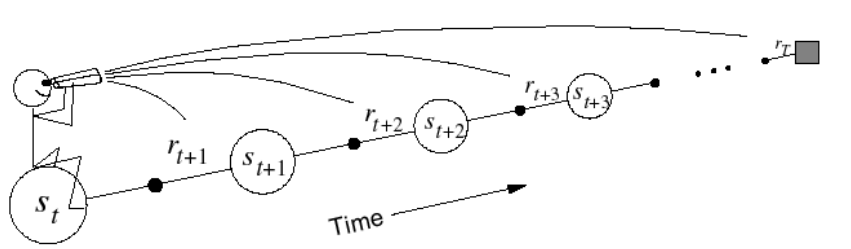 r_T
r_{t+1} r_{t+2} r_{t+3} s_{t+3}
s_t s_{t+1} s_{t+2}
Time